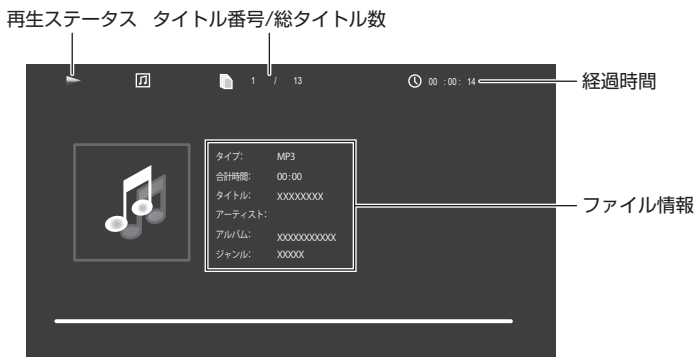 再生ステータス タイトル番号/総タイトル数
1 / 13 00 :00: 14 経過時間
タイプ: MP3
合計時間: 00:00
タイトル: XXXXXXXX
アーティスト: ファイル情報
アルバム: XXXXXXXXXXX
ジャンル: XXXXX